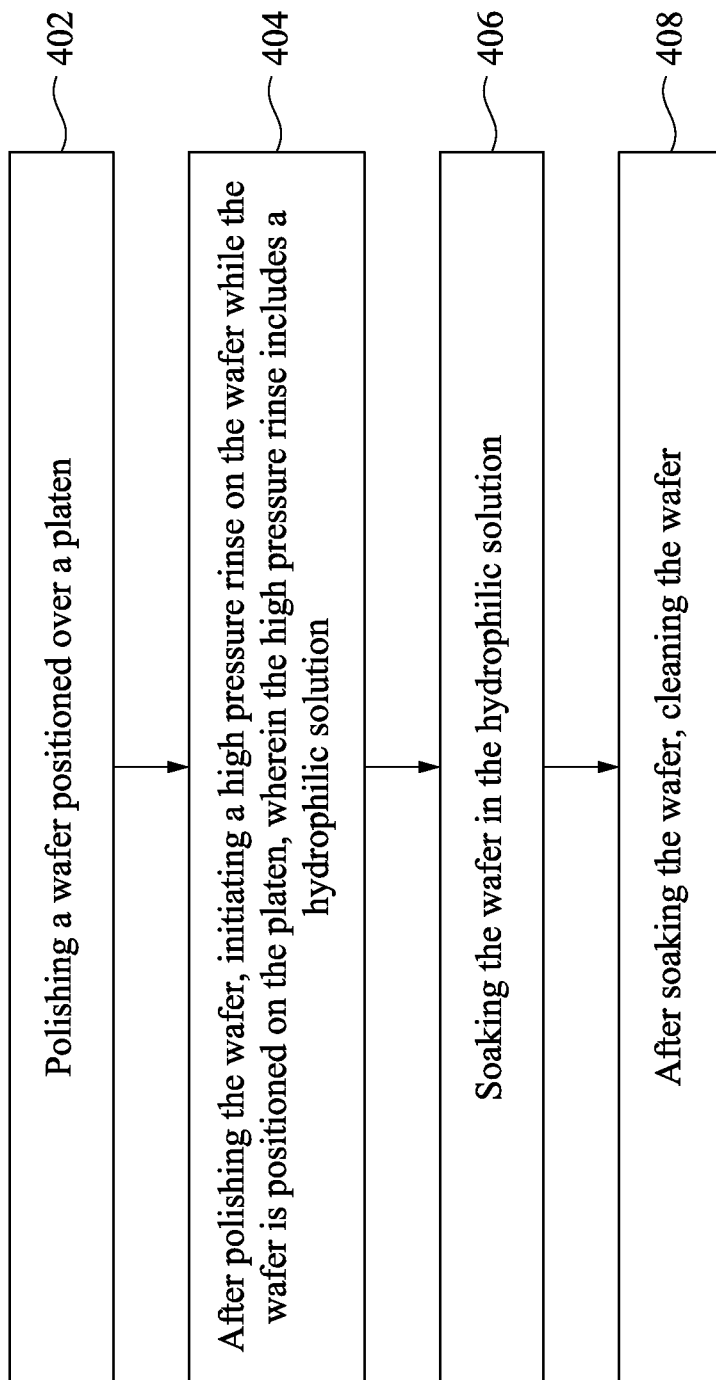 Polishing a wafer positioned over a platen
402
After polishing the wafer, initiating a high pressure rinse on the wafer while the
wafer is positioned on the platen, wherein the high pressure rinse includes a
hydrophilic solution
404
Soaking the wafer in the hydrophilic solution
406
After soaking the wafer, cleaning the wafer
408